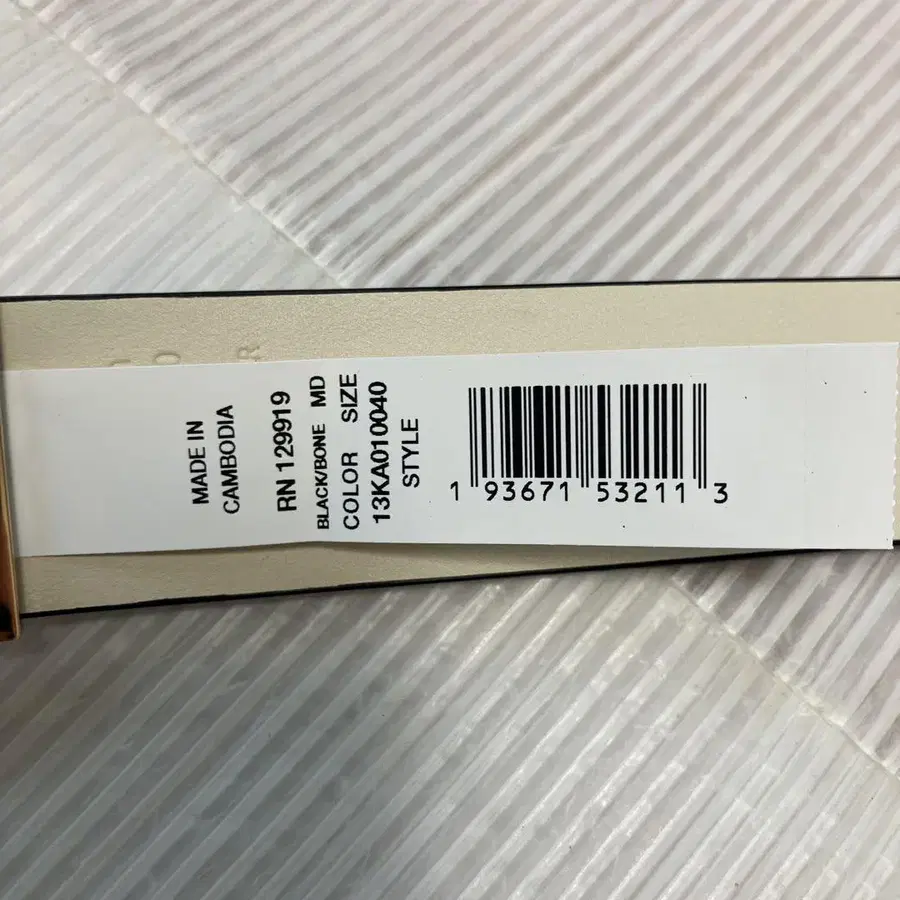 MADE IN
CAMBODIA
RN 129919
BLACK/BONE MD
COLOR SIZE
13KA010040
STYLE
1 93671 53211 3